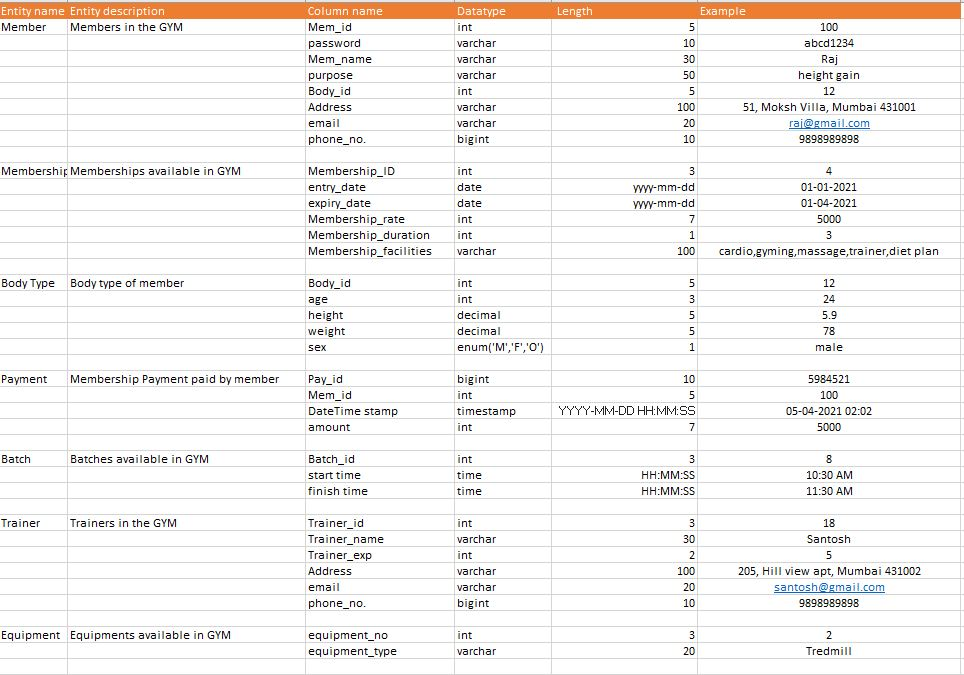 Entity name Entity description Column name Datatype Length Example
Member Members in the GYM Mem_id int 5 100
password varchar 10 abcd1234
Mem_name varchar 30 Raj
purpose varchar 50 height gain
Body_id int 5 12
Address varchar 100 51, Moksh Villa, Mumbai 431001
email varchar 20 raj@gmail.com
phone_no. bigint 10 9898989898
Membership Memberships available in GYM Membership_ID int 3 4
entry_date date yyyy-mm-dd 01-01-2021
expiry_date date yyyy-mm-dd 01-04-2021
Membership_rate int 7 5000
Membership_duration int 1 3
Membership_facilities varchar 100 cardio,gyming,massage,trainer,diet plan
Body Type Body type of member Body_id int 5 12
age int 3 24
height decimal 5 5.9
weight decimal 5 78
sex enum('M','F','O') 1 male
Payment Membership Payment paid by member Pay_id bigint 10 5984521
Mem_id int 5 100
DateTime stamp timestamp YYYY-MM-DD HH:MM:SS 05-04-2021 02:02
amount int 7 5000
Batch Batches available in GYM Batch_id int 3 8
start time time HH:MM:SS 10:30 AM
finish time time HH:MM:SS 11:30 AM
Trainer Trainers in the GYM Trainer_id int 3 18
Trainer_name varchar 30 Santosh
Trainer_exp int 2 5
Address varchar 100 205, Hill view apt, Mumbai 431002
email varchar 20 santosh@gmail.com
phone_no. bigint 10 9898989898
Equipment Equipments available in GYM equipment_no int 3 2
equipment_type varchar 20 Tredmill